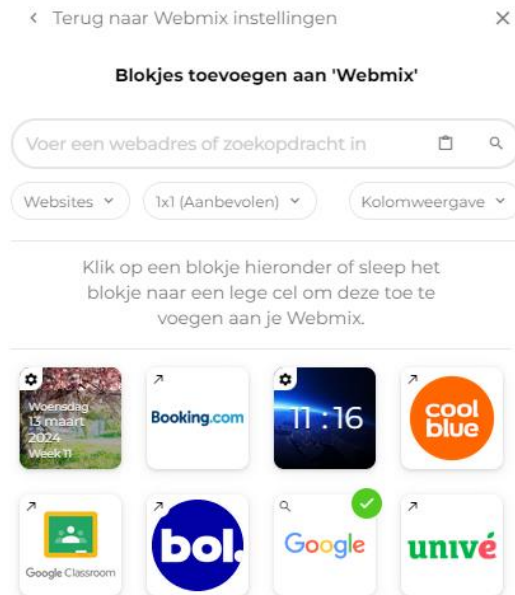 Terug naar Webmix instellingen
Blokjes toevoegen aan 'Webmix'
Voer een webadres of zoekopdracht in
Websites
1x1 (Aanbevolen)
Kolomweergave
Klik op een blokje hieronder of sleep het
blokje naar een lege cel om deze toe te
voegen aan je Webmix.
Woensdag
13 maart
2024
Week 11
Booking.com
11 : 16
cool
blue
Google Classroom
bol.
Google
univé